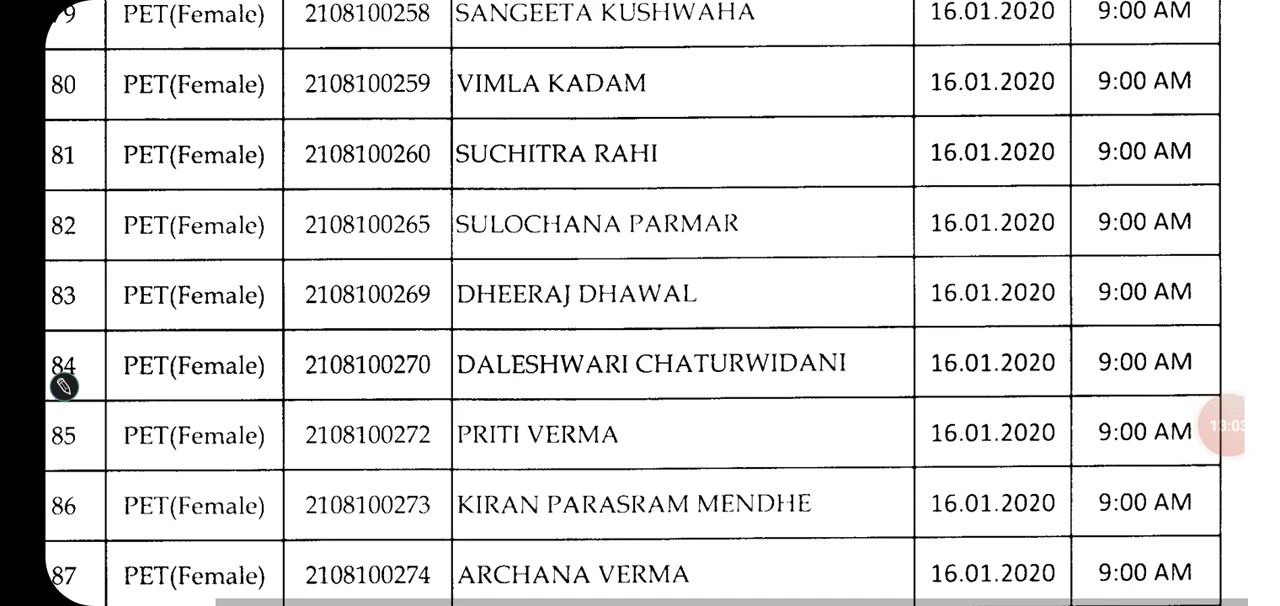 79 PET(Female) 2108100258 SANGEETA KUSHWAHA 16.01.2020 9:00 AM
80 PET(Female) 2108100259 VIMLA KADAM 16.01.2020 9:00 AM
81 PET(Female) 2108100260 SUCHITRA RAHI 16.01.2020 9:00 AM
82 PET(Female) 2108100265 SULOCHANA PARMAR 16.01.2020 9:00 AM
83 PET(Female) 2108100269 DHEERAJ DHAWAL 16.01.2020 9:00 AM
84 PET(Female) 2108100270 DALESHWARI CHATURWIDANI 16.01.2020 9:00 AM
85 PET(Female) 2108100272 PRITI VERMA 16.01.2020 9:00 AM
13:03
86 PET(Female) 2108100273 KIRAN PARASRAM MENDHE 16.01.2020 9:00 AM
87 PET(Female) 2108100274 ARCHANA VERMA 16.01.2020 9:00 AM